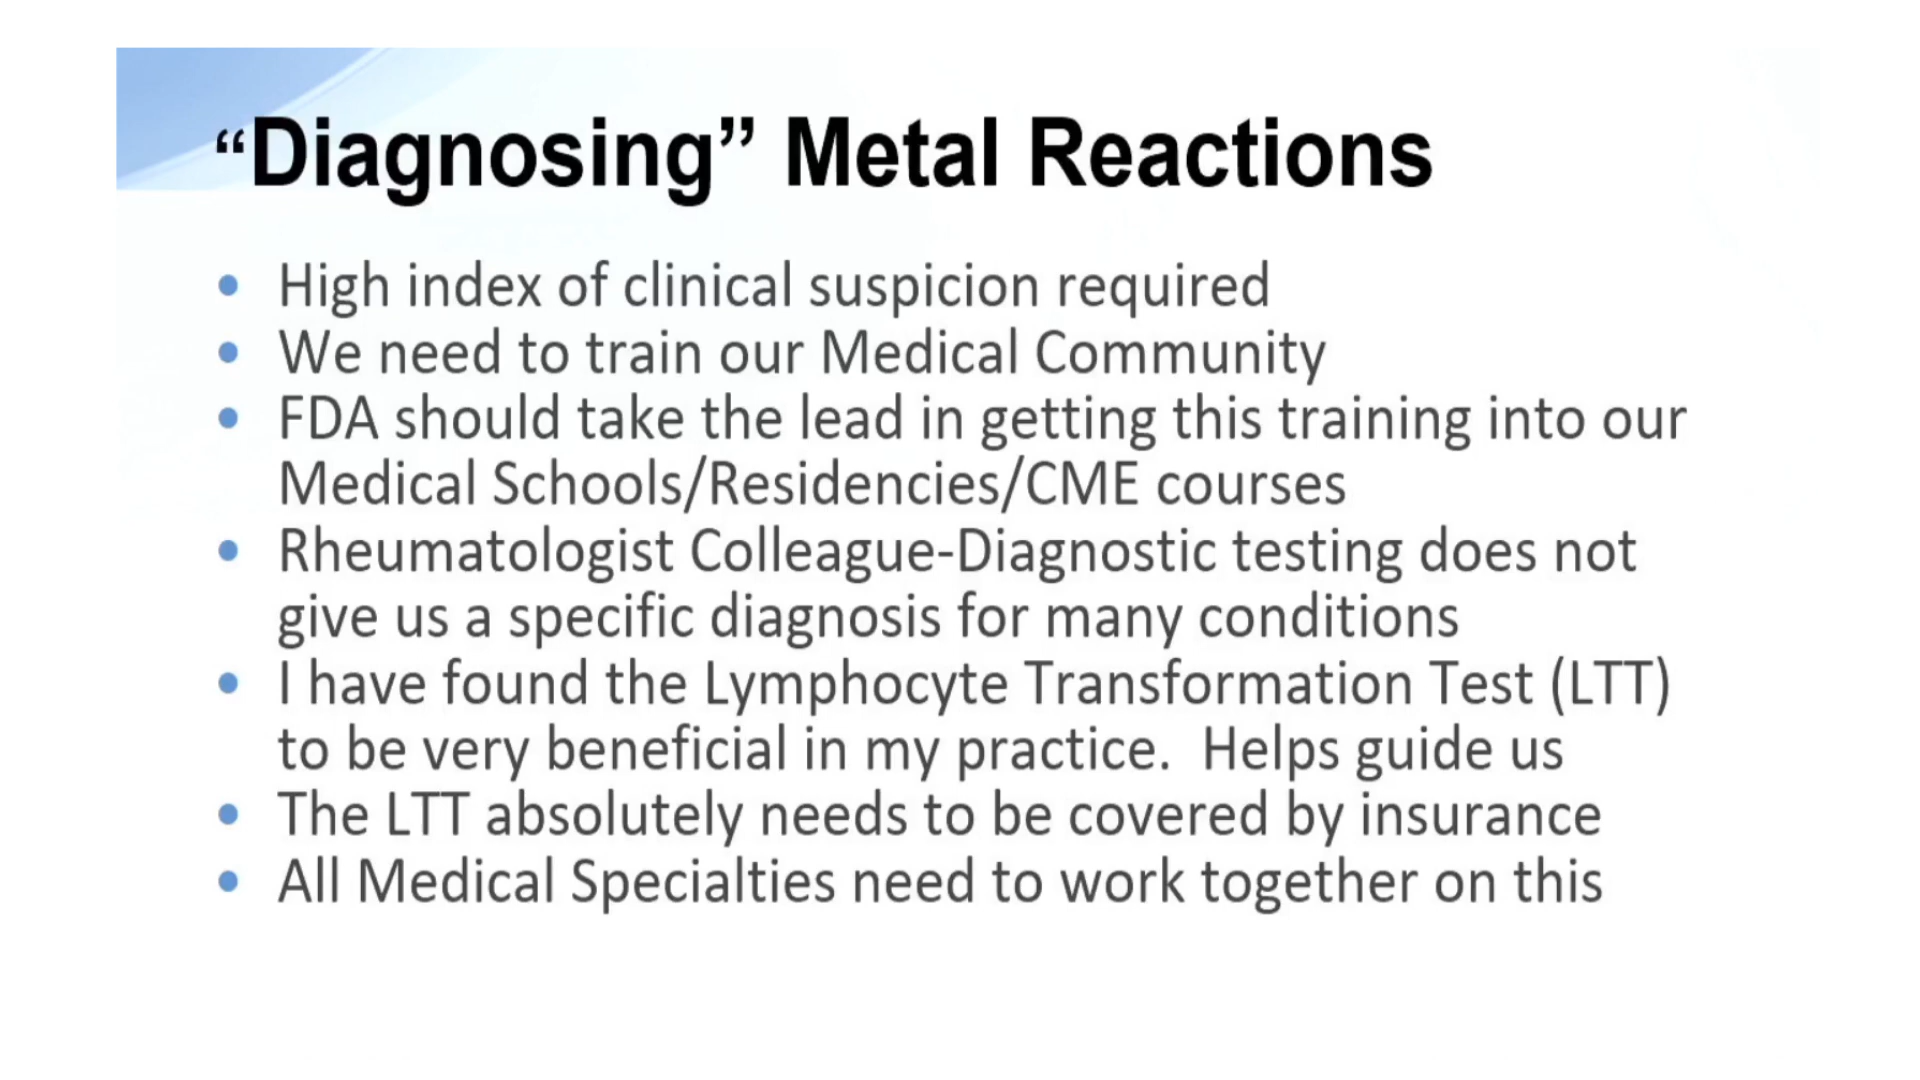 “Diagnosing” Metal Reactions
• High index of clinical suspicion required
• We need to train our Medical Community
• FDA should take the lead in getting this training into our
Medical Schools/Residencies/CME courses
• Rheumatologist Colleague-Diagnostic testing does not
give us a specific diagnosis for many conditions
• I have found the Lymphocyte Transformation Test (LTT)
to be very beneficial in my practice.  Helps guide us
• The LTT absolutely needs to be covered by insurance
• All Medical Specialties need to work together on this